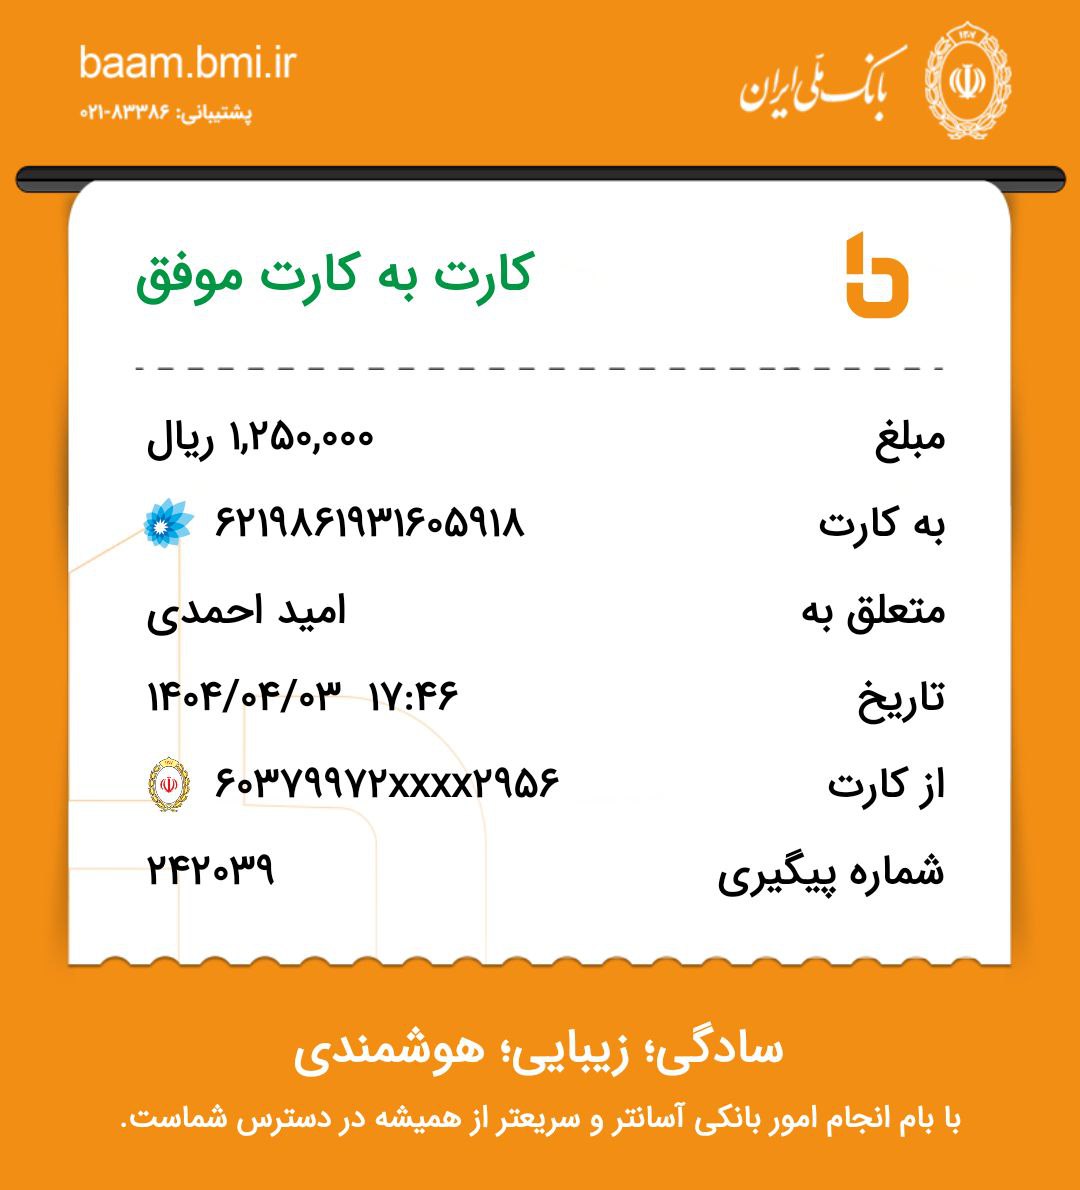 بانک ملّی ایران
baam.bmi.ir
پشتیبانی: ۸۳۳۸۶-۰۲۱
کارت به کارت موفق
مبلغ ۱,۲۵۰,۰۰۰ ریال
به کارت ۶۲۱۹۸۶۱۹۳۱۶۰۵۹۱۸
متعلق به امید احمدی
تاریخ ۱۴۰۴/۰۴/۰۳ ۱۷:۴۶
از کارت ۶۰۳۷۹۹۷۲xxxx۲۹۵۶
شماره پیگیری ۲۴۲۰۳۹
سادگی؛ زیبایی؛ هوشمندی
با بام انجام امور بانکی آسانتر و سریعتر از همیشه در دسترس شماست.